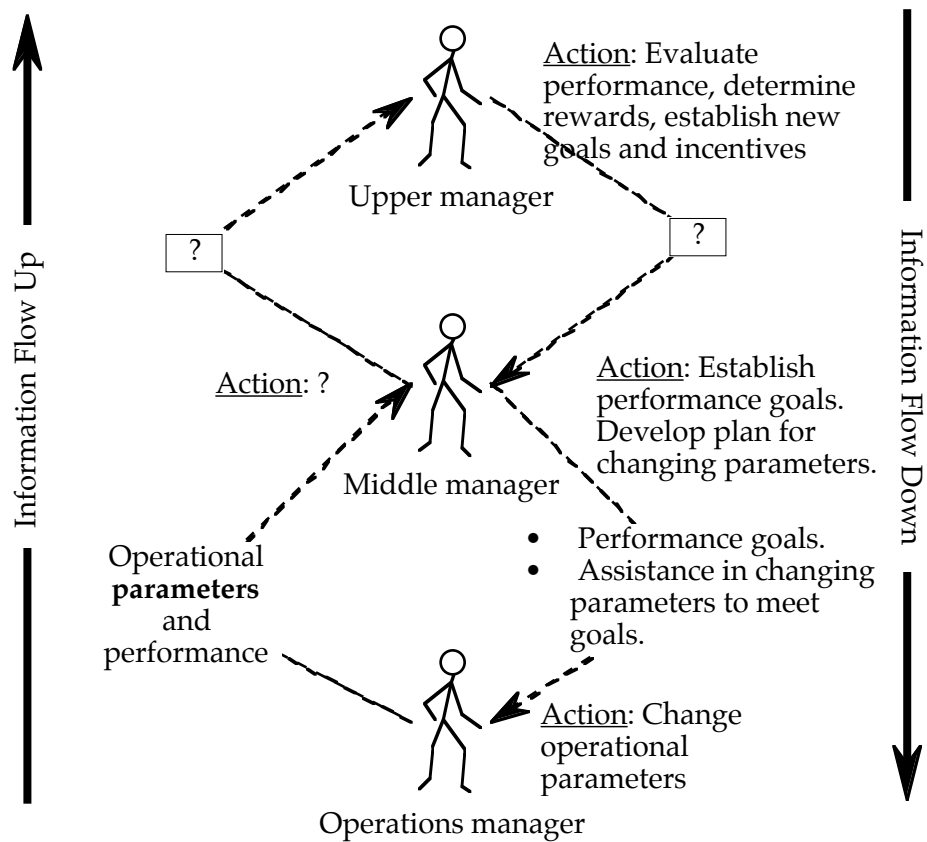 Action: Evaluate
performance, determine
rewards, establish new
goals and incentives
Upper manager
?
?
Information Flow Up
Information Flow Down
Action: ?
Action: Establish
performance goals.
Develop plan for
changing parameters.
Middle manager
Operational
parameters
and
performance
• Performance goals.
• Assistance in changing
parameters to meet
goals.
Action: Change
operational
parameters
Operations manager